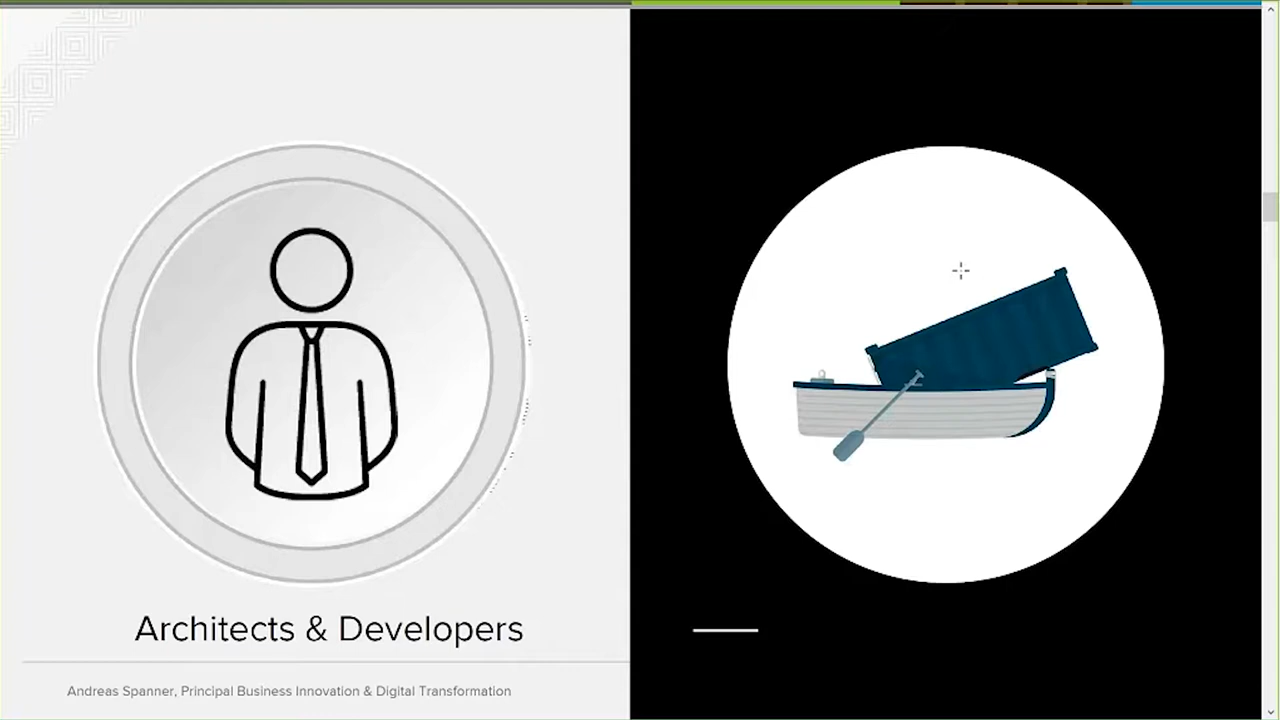 Architects & Developers
Andreas Spanner, Principal Business Innovation & Digital Transformation